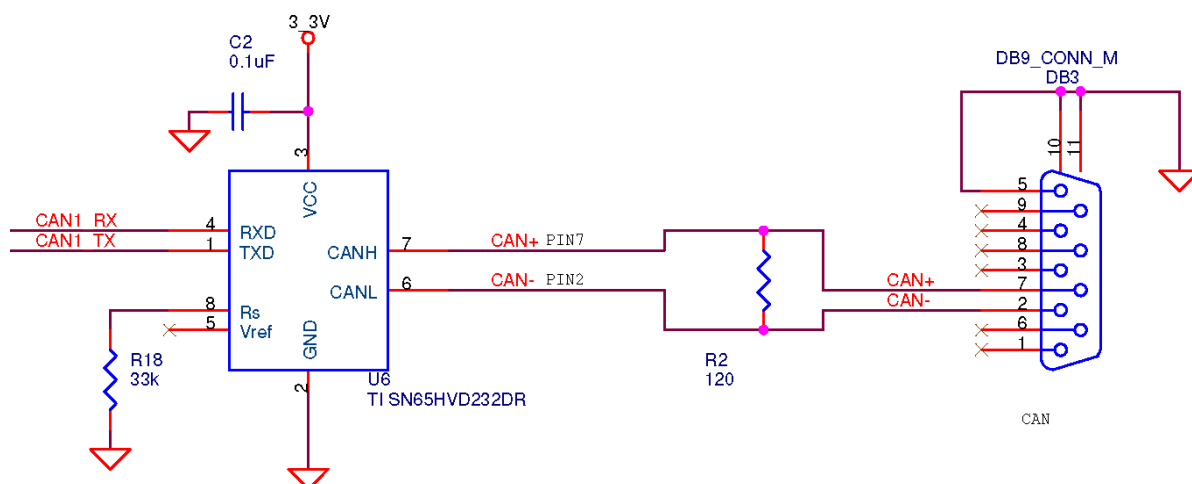 3_3V
C2
0.1uF
DB9_CONN_M
DB3
3
VCC
10
11
5
9
4
8
3
7
2
6
1
CAN1_RX
4
RXD
CAN1_TX
1
TXD
CANH
7
CAN+
PIN7
CANL
6
CAN-
PIN2
CAN+
CAN-
8
Rs
5
Vref
GND
2
R18
33k
U6
TI SN65HVD232DR
R2
120
CAN